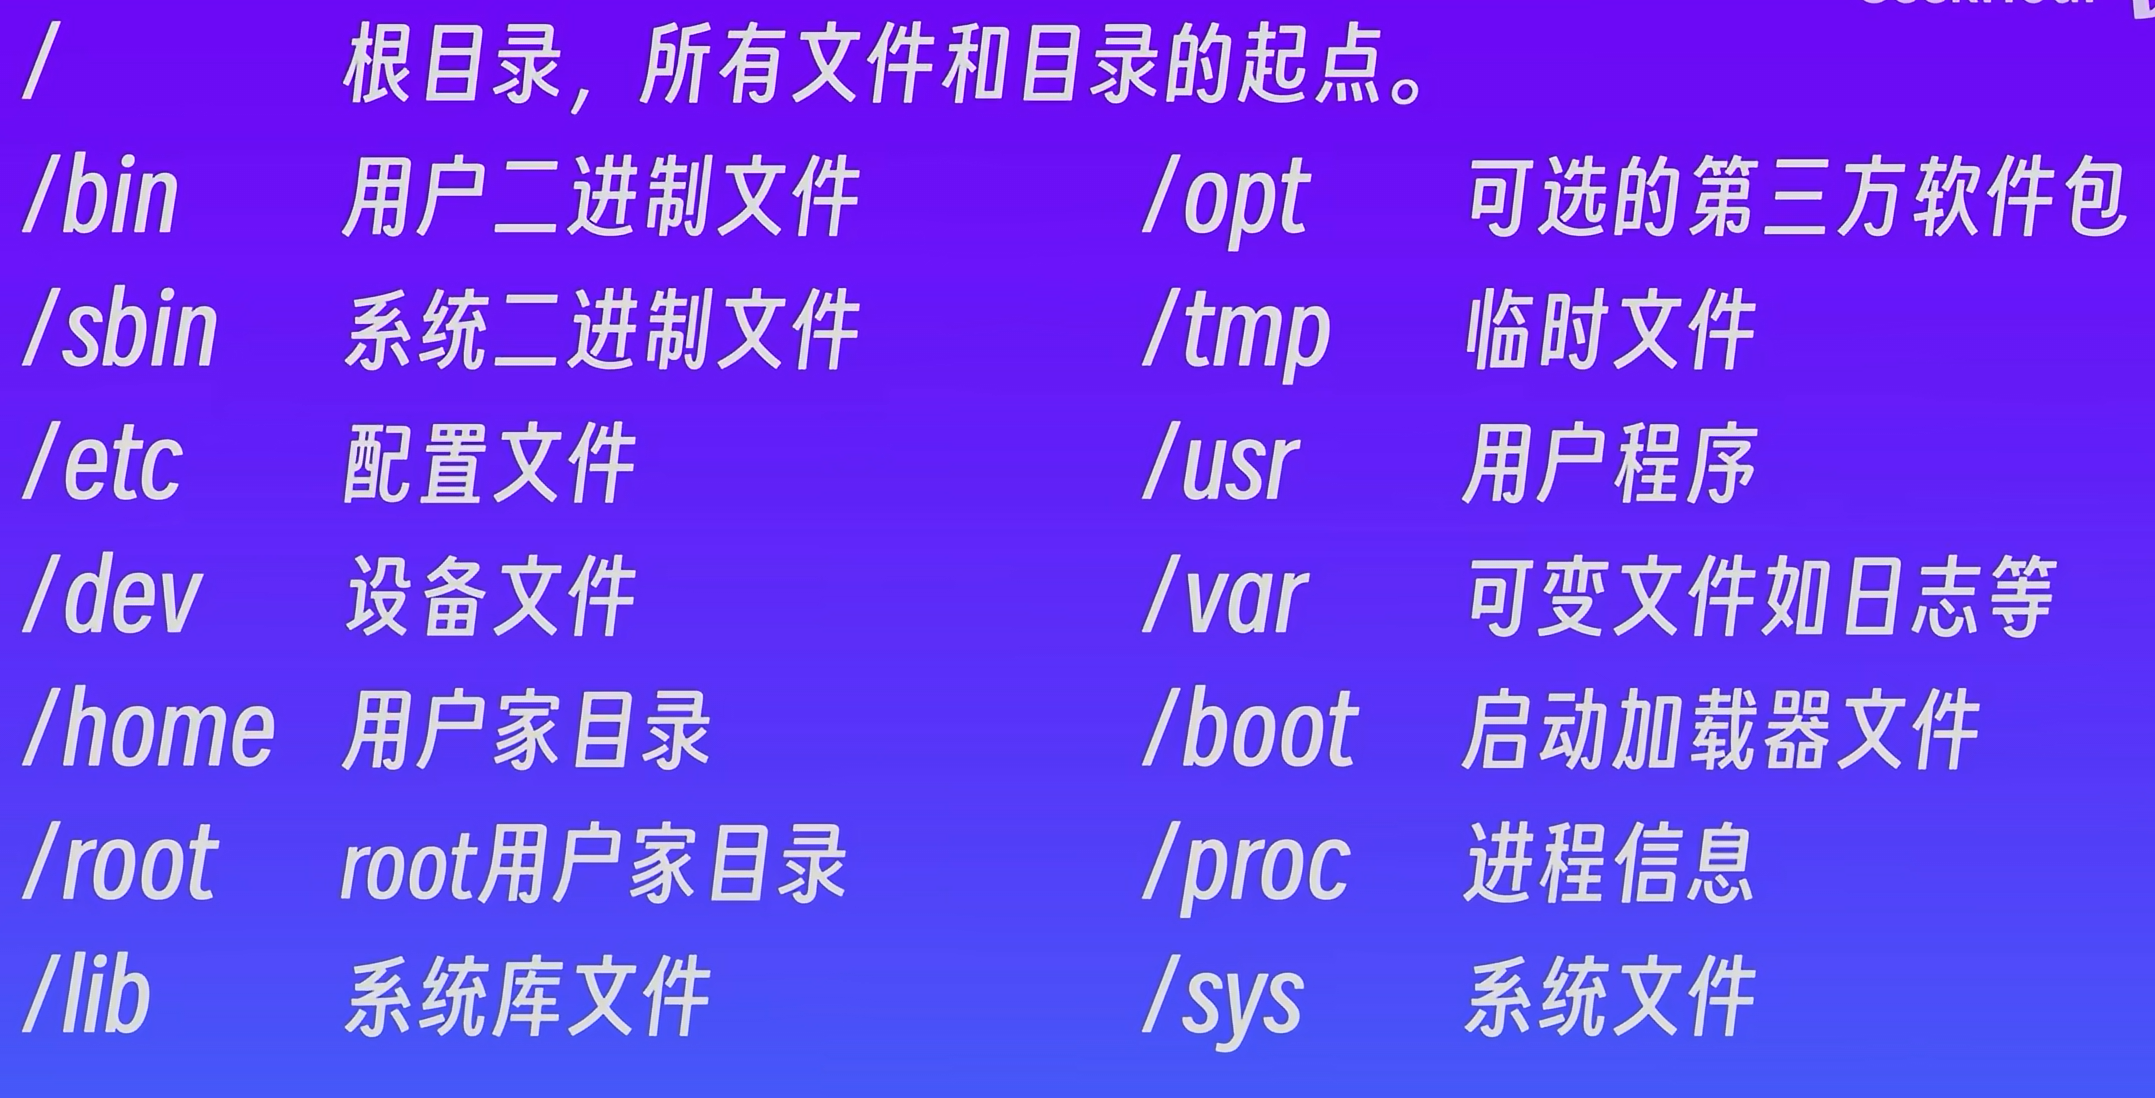 / 根目录，所有文件和目录的起点。
/bin 用户二进制文件 /opt 可选的第三方软件包
/sbin 系统二进制文件 /tmp 临时文件
/etc 配置文件 /usr 用户程序
/dev 设备文件 /var 可变文件如日志等
/home 用户家目录 /boot 启动加载器文件
/root root用户家目录 /proc 进程信息
/lib 系统库文件 /sys 系统文件